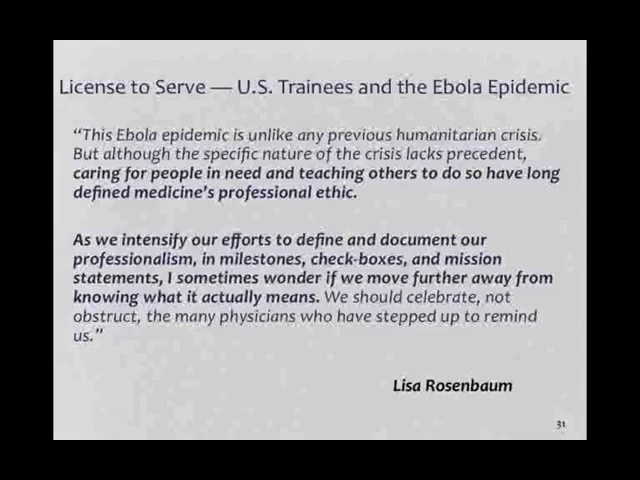 License to Serve — U.S. Trainees and the Ebola Epidemic
“This Ebola epidemic is unlike any previous humanitarian crisis.
But although the specific nature of the crisis lacks precedent,
caring for people in need and teaching others to do so have long
defined medicine’s professional ethic.
As we intensify our efforts to define and document our
professionalism, in milestones, check-boxes, and mission
statements, I sometimes wonder if we move further away from
knowing what it actually means. We should celebrate, not
obstruct, the many physicians who have stepped up to remind
us.”
Lisa Rosenbaum
31